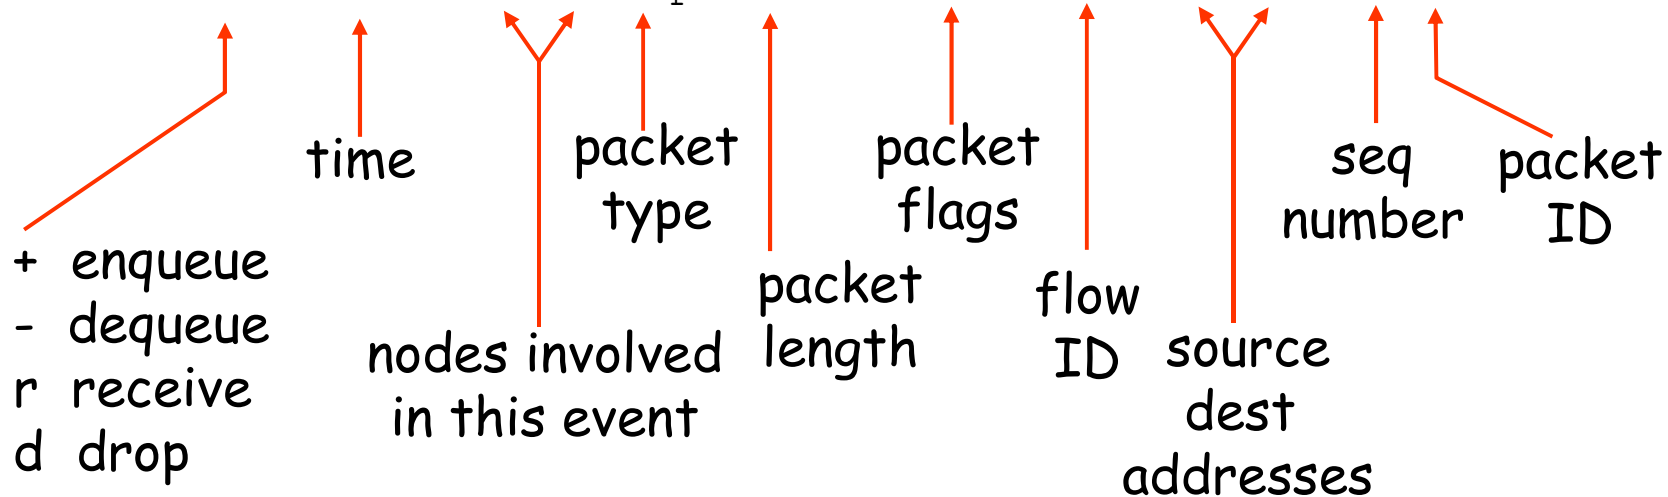 time
packet
type
packet
flags
seq
number
packet
ID
+ enqueue
- dequeue
r receive
d drop
nodes involved
in this event
packet
length
flow
ID
source
dest
addresses